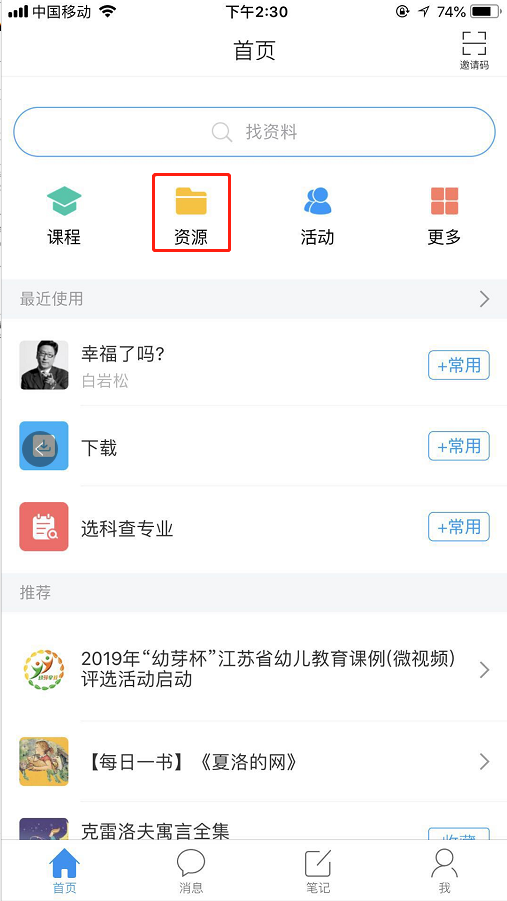 中国移动
下午2:30
74%
首页
邀请码
找资料
课程
资源
活动
更多
最近使用
幸福了吗?
白岩松
+常用
下载
+常用
选科查专业
+常用
推荐
2019年“幼芽杯”江苏省幼儿教育课例(微视频)
评选活动启动
【每日一书】《夏洛的网》
克雷洛夫寓言全集
收藏
首页
消息
笔记
我